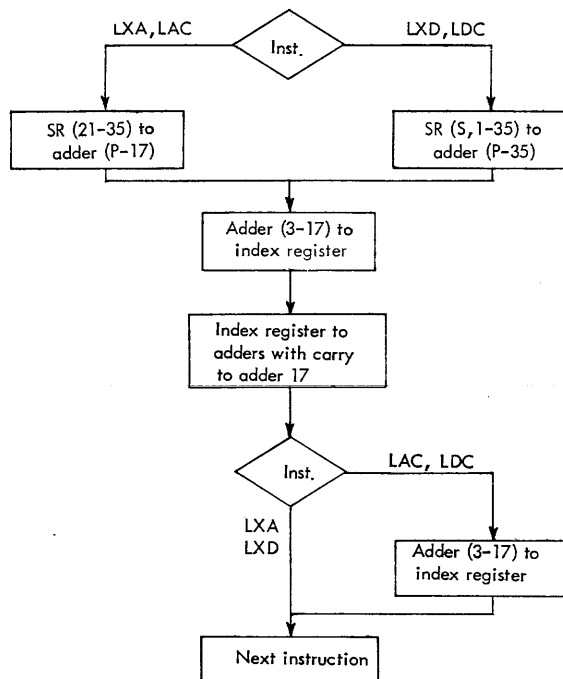 LXA, LAC
Inst.
LXD, LDC
SR (21-35) to
adder (P-17)
SR (S, 1-35) to
adder (P-35)
Adder (3-17) to
index register
Index register to
adders with carry
to adder 17
Inst.
LAC, LDC
LXA
LXD
Adder (3-17) to
index register
Next instruction